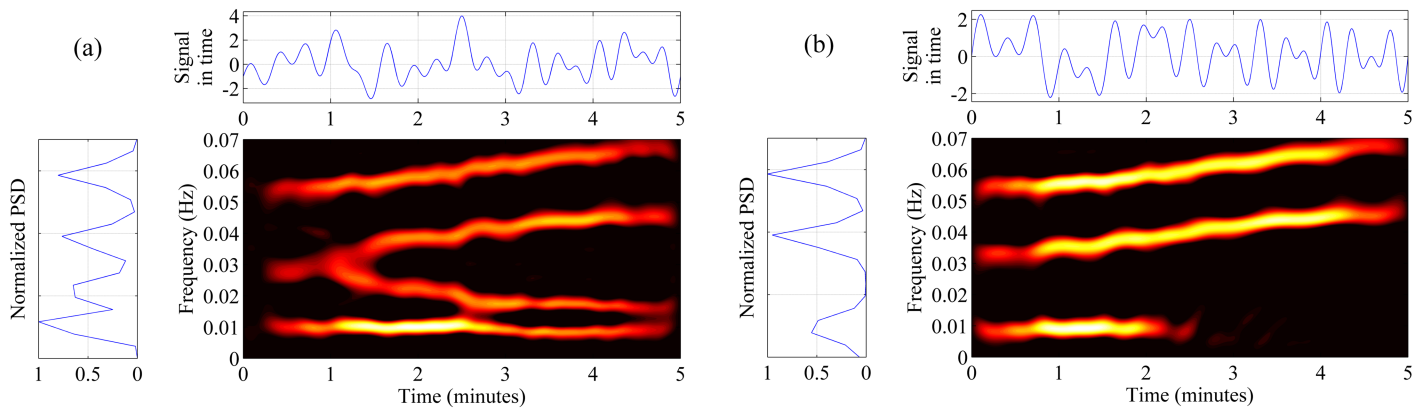 (a)
Signal
in time
4
2
0
-2
0 1 2 3 4 5
Normalized PSD
1 0.5 0
Frequency (Hz)
0.07
0.06
0.05
0.04
0.03
0.02
0.01
0
0 1 2 3 4 5
Time (minutes)
(b)
Signal
in time
2
0
-2
0 1 2 3 4 5
Normalized PSD
1 0.5 0
Frequency (Hz)
0.07
0.06
0.05
0.04
0.03
0.02
0.01
0
0 1 2 3 4 5
Time (minutes)